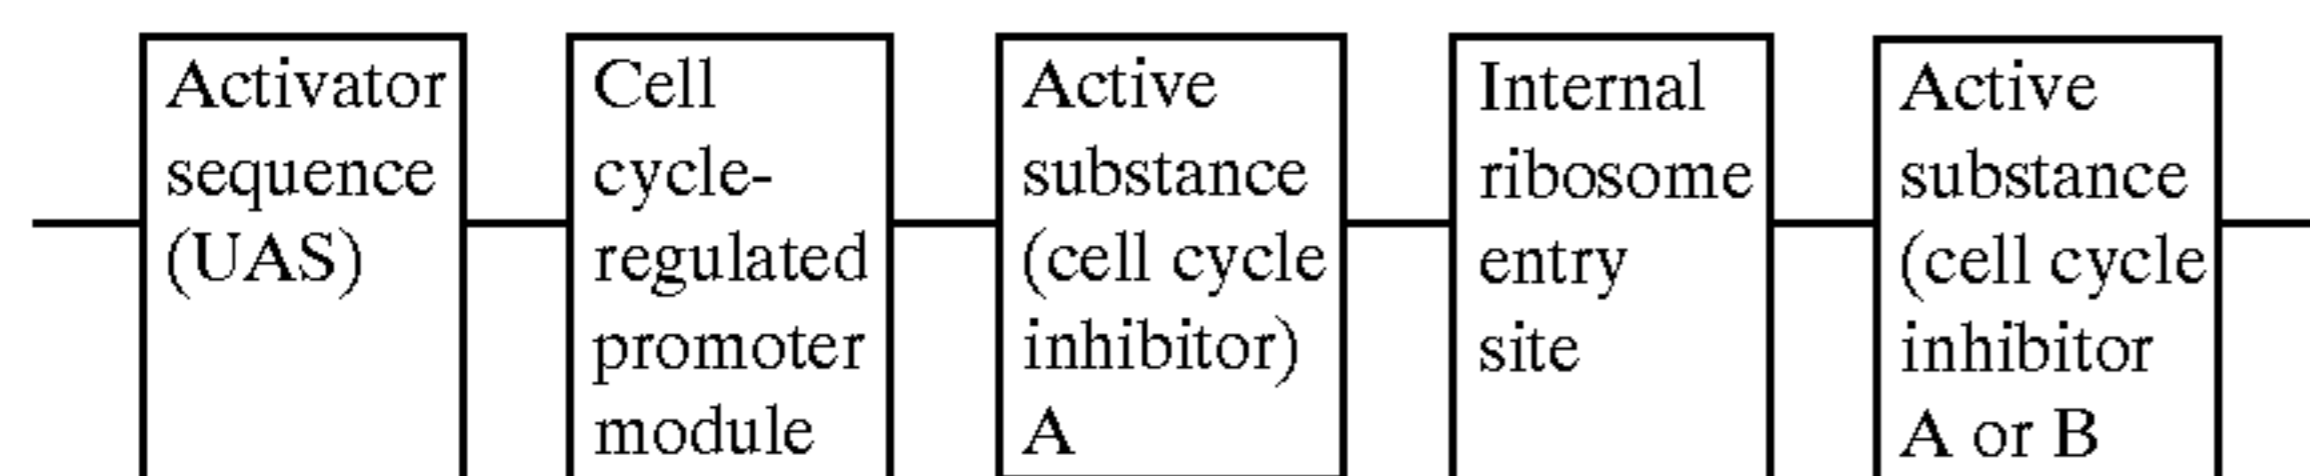 Activator
sequence
(UAS)
Cell
cycle-
regulated
promoter
module
Active
substance
(cell cycle
inhibitor)
A
Internal
ribosome
entry
site
Active
substance
(cell cycle
inhibitor
A or B